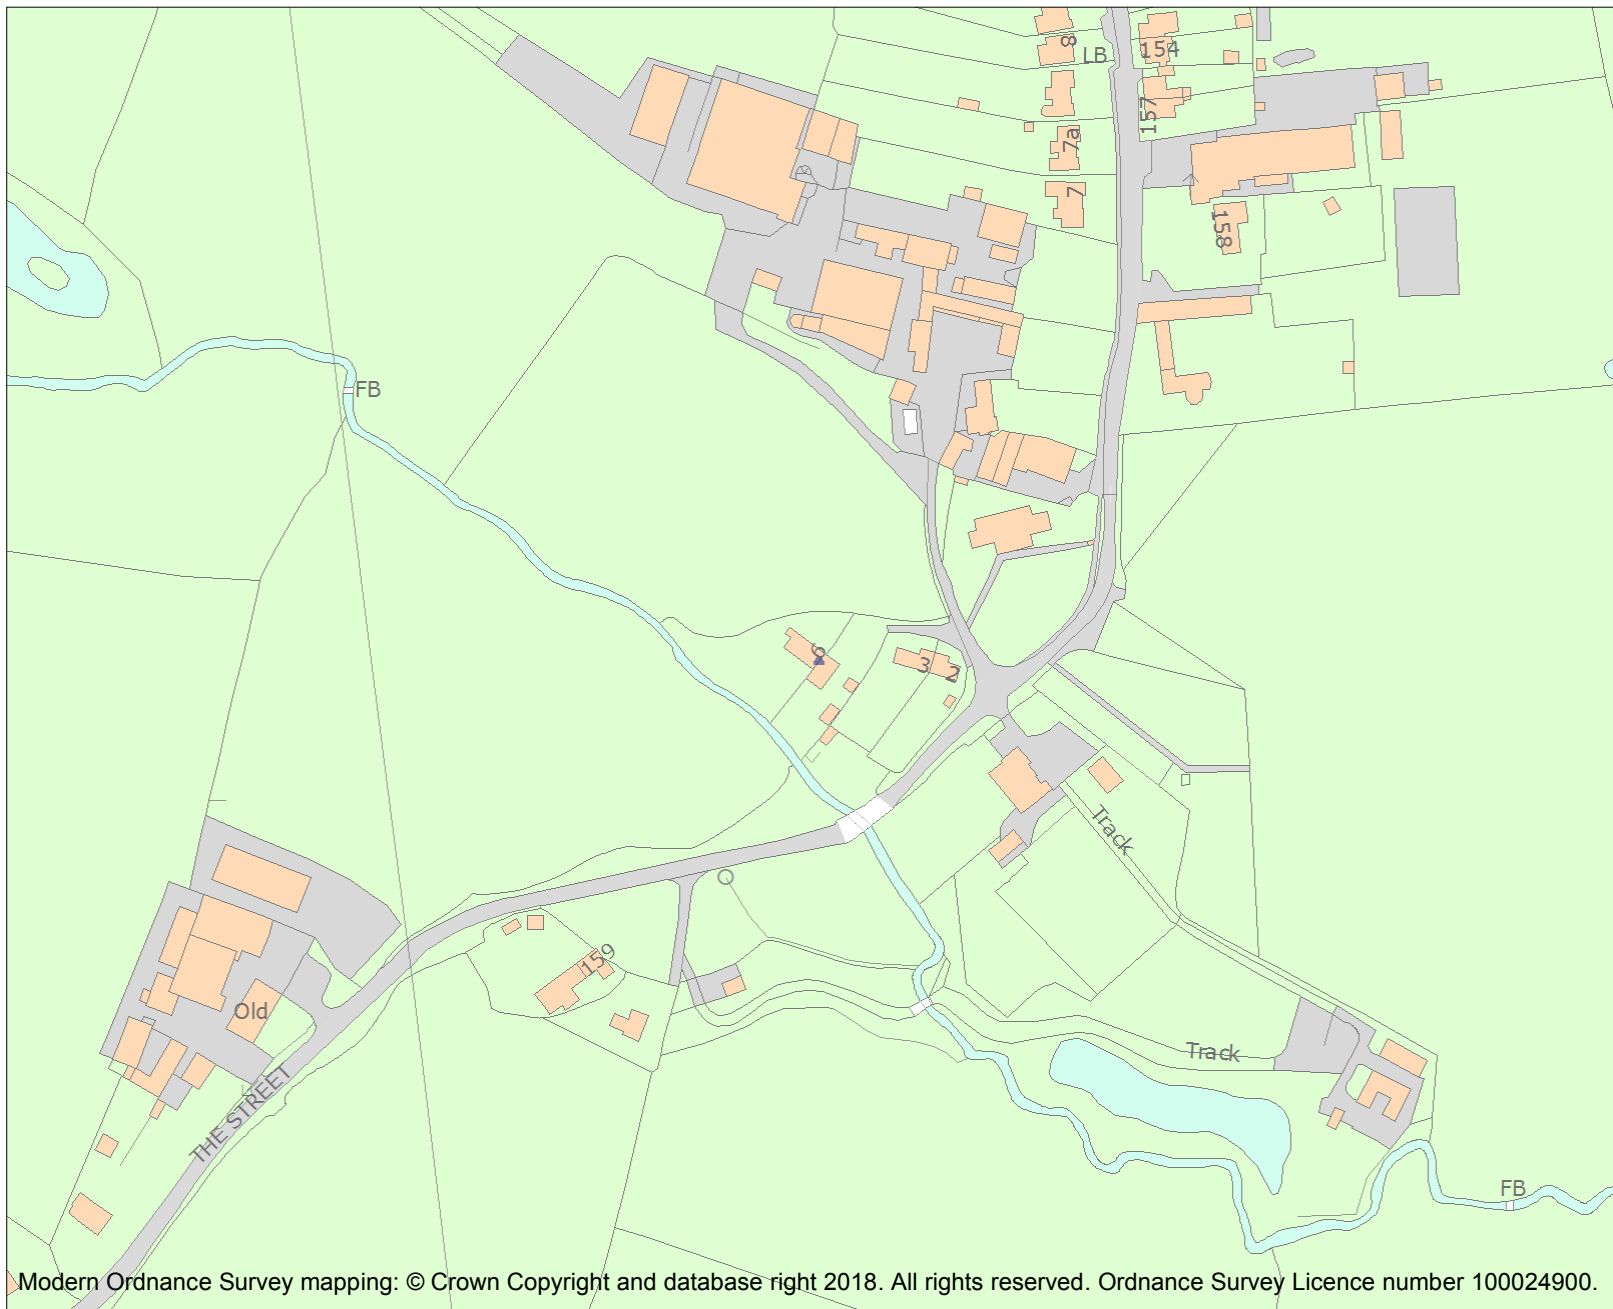 8
LB
154
157
7a
7
158
FB
6
3
2
Track
159
Old
Track
THE STREET
FB
Modern Ordnance Survey mapping: © Crown Copyright and database right 2018. All rights reserved. Ordnance Survey Licence number 100024900.